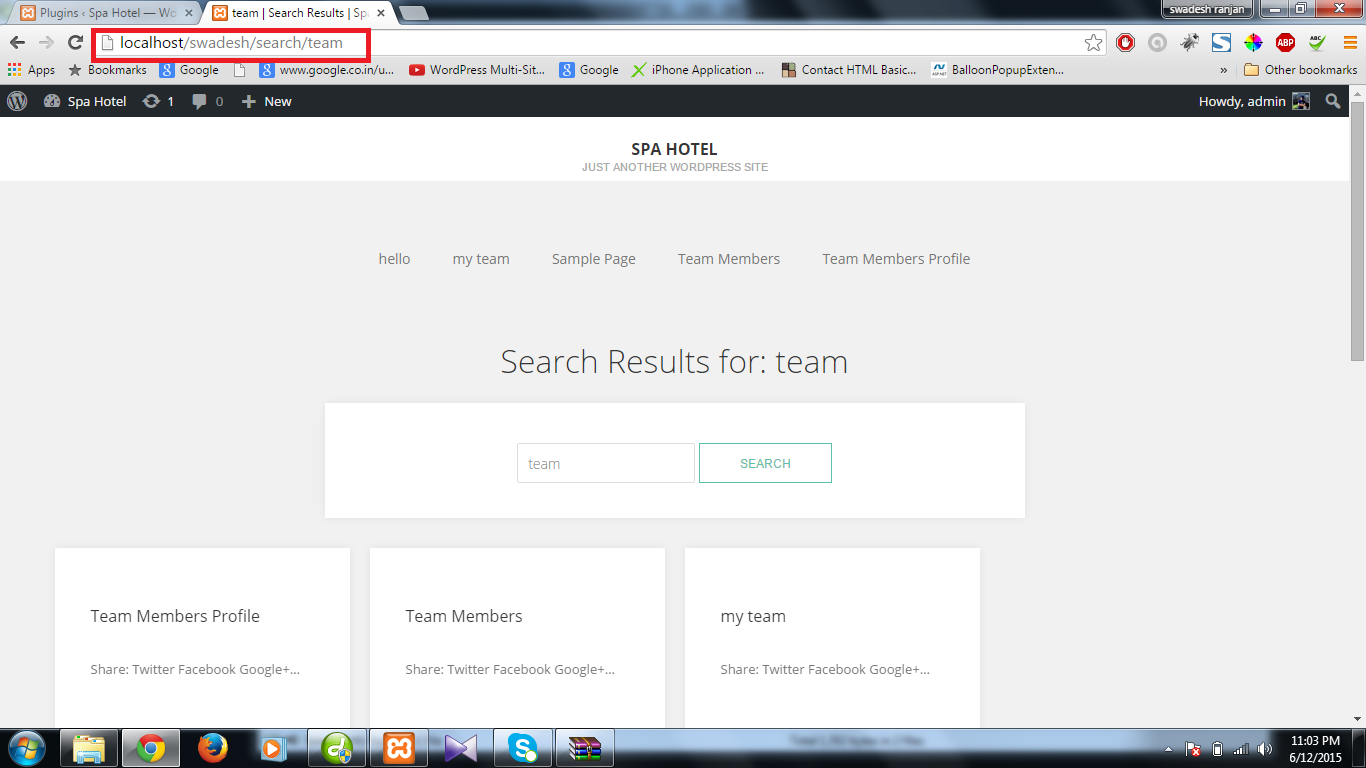 Plugins ‹ Spa Hotel — Wo
team | Search Results | Spa
swadesh ranjan
localhost/swadesh/search/team
ABP
ABC
Apps
Bookmarks
Google
www.google.co.in/u...
WordPress Multi-Sit...
Google
iPhone Application ...
Contact HTML Basic...
BalloonPopupExten...
»
Other bookmarks
Spa Hotel
1
0
New
Howdy, admin
SPA HOTEL
JUST ANOTHER WORDPRESS SITE
hello
my team
Sample Page
Team Members
Team Members Profile
Search Results for: team
team
SEARCH
Team Members Profile
Team Members
my team
Share: Twitter Facebook Google+...
Share: Twitter Facebook Google+...
Share: Twitter Facebook Google+...
11:03 PM
6/12/2015